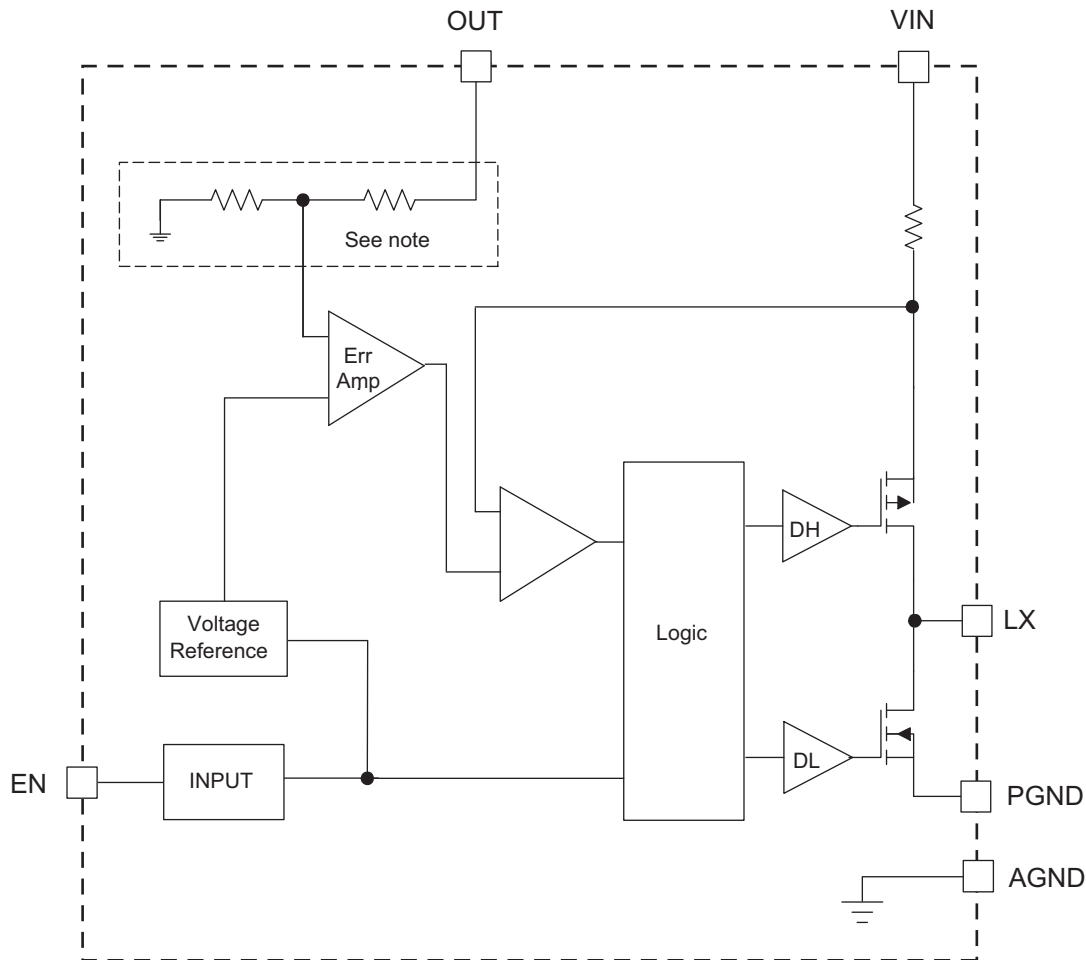 OUT
VIN
See note
Err
Amp
DH
Voltage
Reference
Logic
LX
EN
INPUT
DL
PGND
AGND